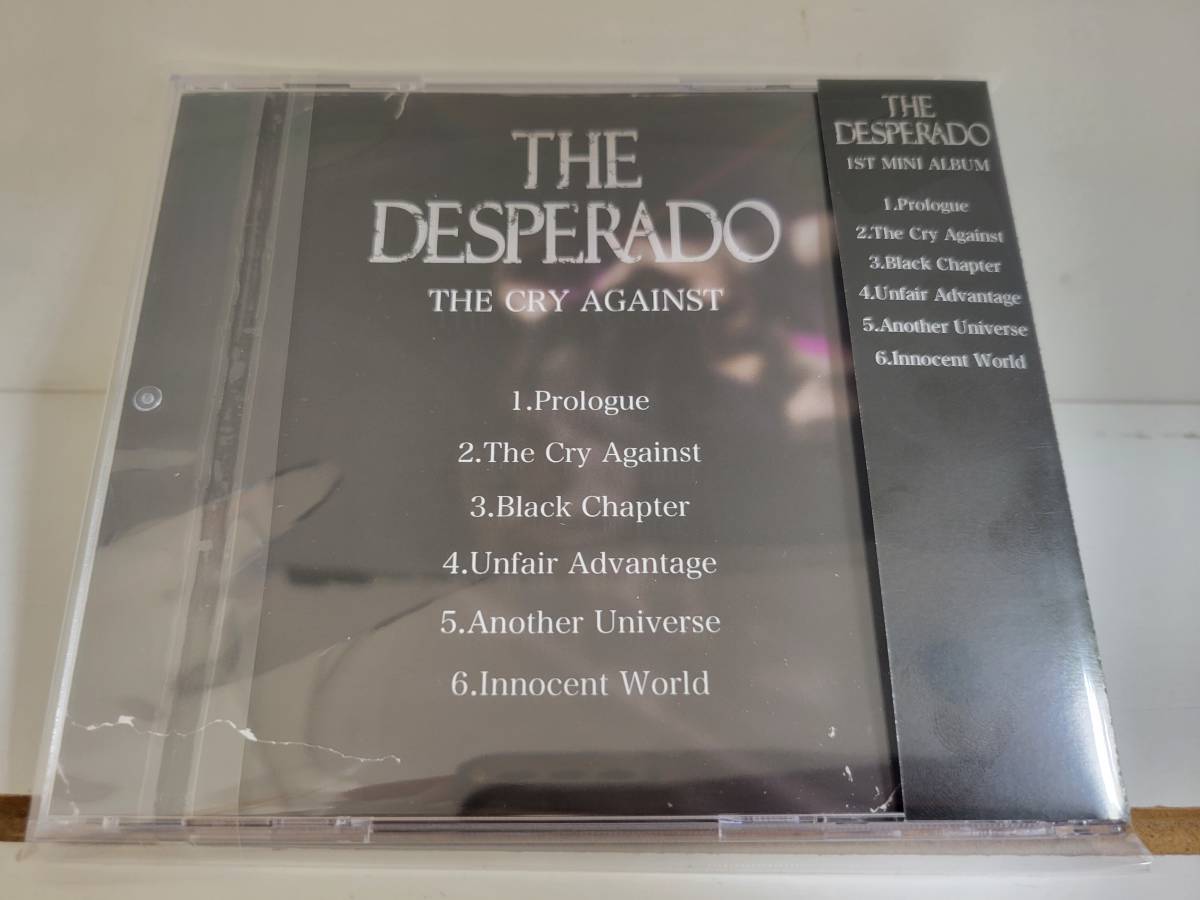 THE
DESPERADO
THE CRY AGAINST
1.Prologue
2.The Cry Against
3.Black Chapter
4.Unfair Advantage
5.Another Universe
6.Innocent World
THE
DESPERADO
1ST MINI ALBUM
1.Prologue
2.The Cry Against
3.Black Chapter
4.Unfair Advantage
5.Another Universe
6.Innocent World